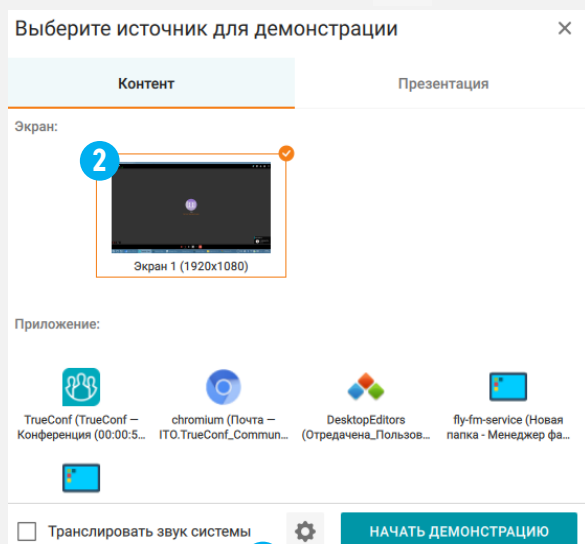 Выберите источник для демонстрации
Контент
Презентация
Экран:
2
Экран 1 (1920x1080)
Приложение:
TrueConf (TrueConf —
Конференция (00:00:5...
chromium (Почта —
ITO.TrueConf_Commun...
DesktopEditors
(Отредачена_Пользов...
fly-fm-service (Новая
папка - Менеджер фа...
Транслировать звук системы
НАЧАТЬ ДЕМОНСТРАЦИЮ